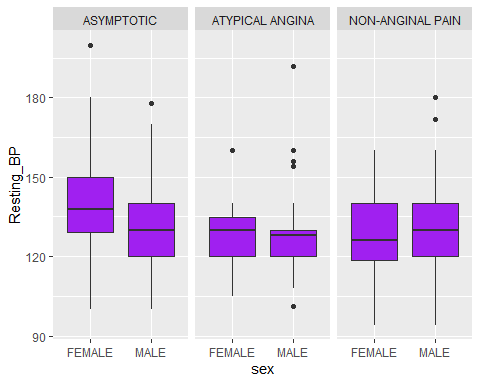 ASYMPTOTIC ATYPICAL ANGINA NON-ANGINAL PAIN
180
150
120
90
Resting_BP
FEMALE MALE FEMALE MALE FEMALE MALE
sex